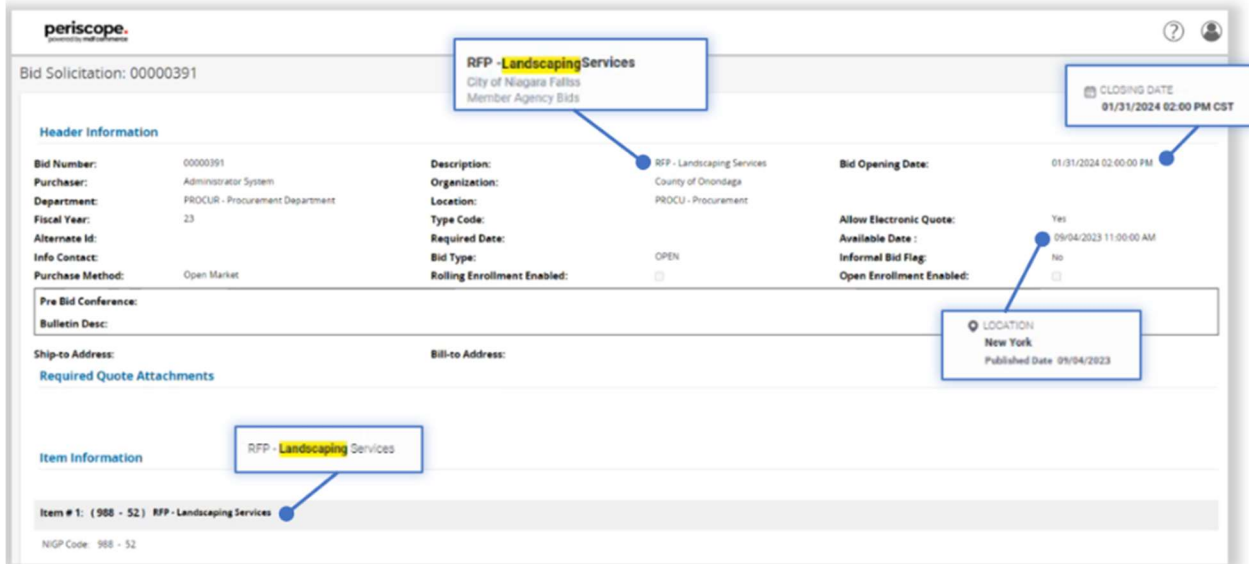 periscope.
powered by mdf commerce
Bid Solicitation: 00000391
RFP -Landscaping Services
City of Niagara Fallss
Member Agency Bids
CLOSING DATE
01/31/2024 02:00 PM CST
Header Information
Bid Number: 00000391 Description: RFP - Landscaping Services Bid Opening Date: 01/31/2024 02:00:00 PM
Purchaser: Administrator System Organization: County of Onondaga
Department: PROCUR - Procurement Department Location: PROCU - Procurement
Fiscal Year: 23 Type Code: Allow Electronic Quote: Yes
Alternate Id: Required Date: Available Date : 09/04/2023 11:00:00 AM
Info Contact: Bid Type: OPEN Informal Bid Flag: No
Purchase Method: Open Market Rolling Enrollment Enabled: Open Enrollment Enabled:
Pre Bid Conference:
Bulletin Desc:
LOCATION
New York
Published Date 09/04/2023
Ship-to Address: Bill-to Address:
Required Quote Attachments
RFP - Landscaping Services
Item Information
Item # 1: ( 988 - 52 ) RFP - Landscaping Services
NIGP Code: 988 - 52